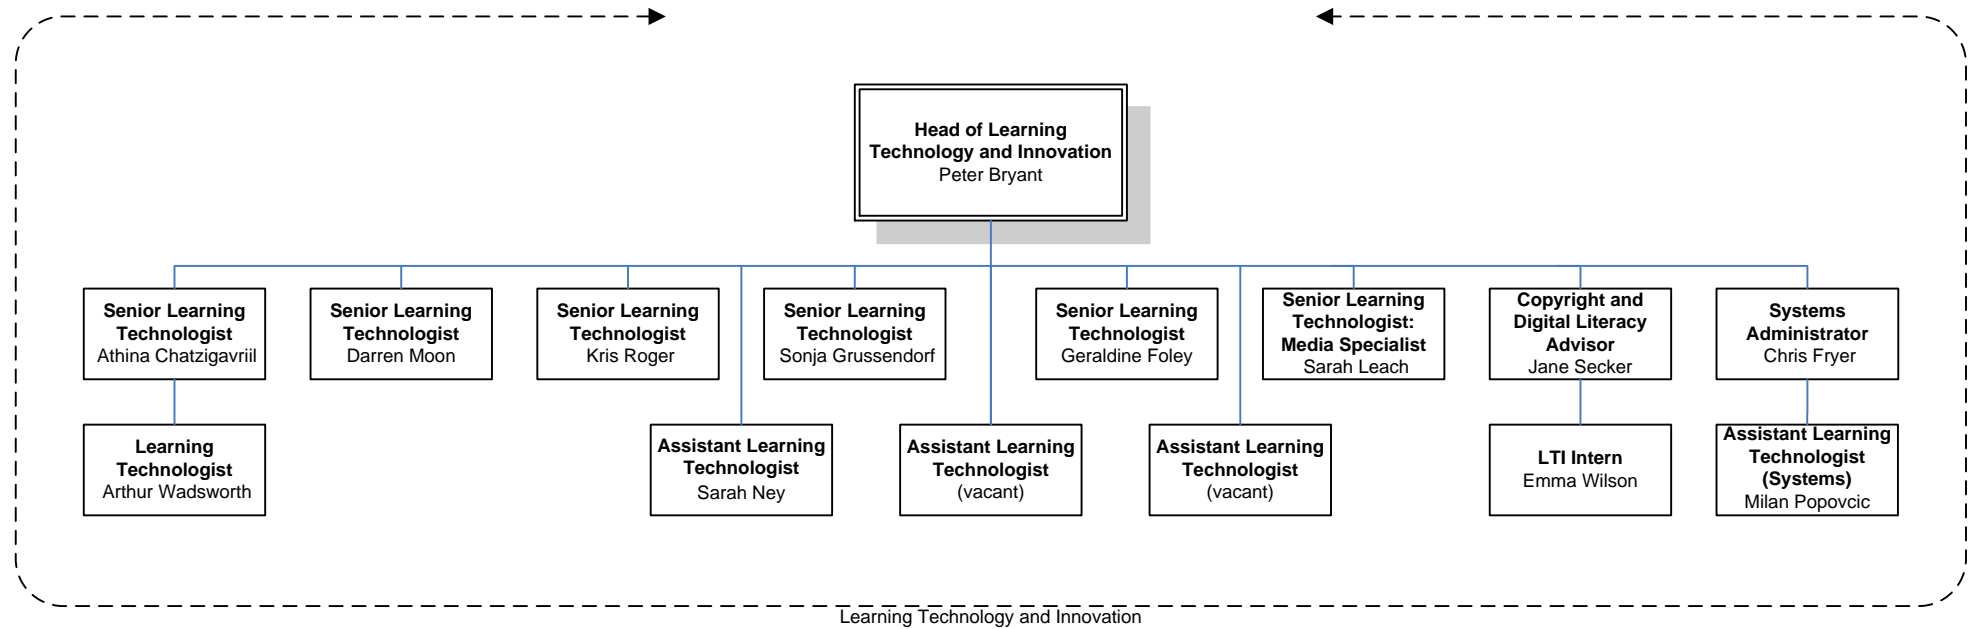 Head of Learning
Technology and Innovation
Peter Bryant
Senior Learning
Technologist
Athina Chatzigavriil
Senior Learning
Technologist
Darren Moon
Senior Learning
Technologist
Kris Roger
Senior Learning
Technologist
Sonja Grussendorf
Senior Learning
Technologist
Geraldine Foley
Senior Learning
Technologist:
Media Specialist
Sarah Leach
Copyright and
Digital Literacy
Advisor
Jane Secker
Systems
Administrator
Chris Fryer
Learning
Technologist
Arthur Wadsworth
Assistant Learning
Technologist
Sarah Ney
Assistant Learning
Technologist
(vacant)
Assistant Learning
Technologist
(vacant)
LTI Intern
Emma Wilson
Assistant Learning
Technologist
(Systems)
Milan Popovcic
Learning Technology and Innovation